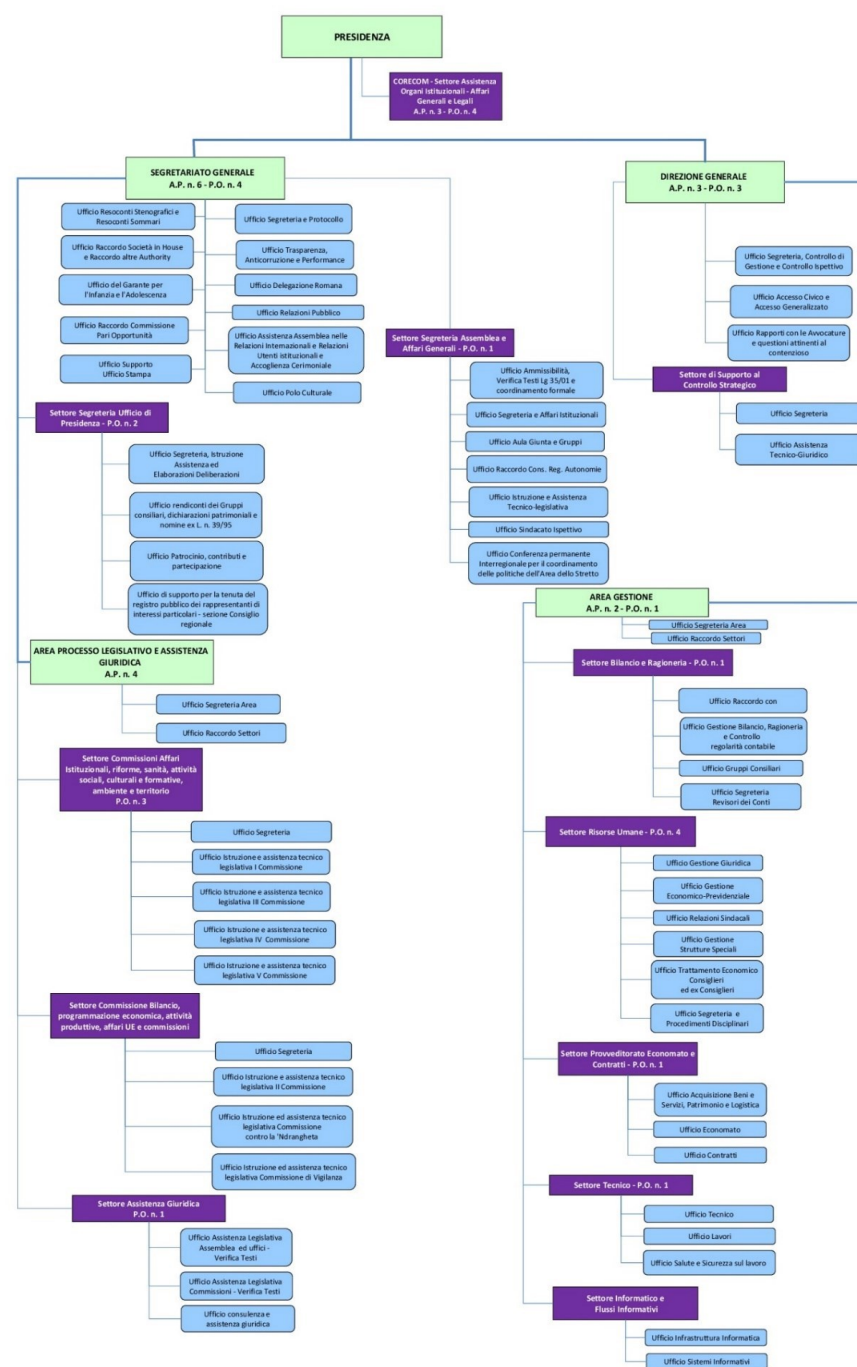 PRESIDENZA
CORECOM - Settore Assistenza
Organi Istituzionali - Affari
Generali e Legali
A.P. n. 3 - P.O. n. 4
SEGRETARIATO GENERALE
A.P. n. 6 - P.O. n. 4
Ufficio Resoconti Stenografici e
Resoconti Sommari
Ufficio Raccordo Società in House
e Raccordo altre Authority
Ufficio del Garante per
l'Infanzia e l'Adolescenza
Ufficio Raccordo Commissione
Pari Opportunità
Ufficio Supporto
Ufficio Stampa
Ufficio Segreteria e Protocollo
Ufficio Trasparenza,
Anticorruzione e Performance
Ufficio Delegazione Romana
Ufficio Relazioni Pubblico
Ufficio Assistenza Assemblea nelle
Relazioni Internazionali e Relazioni
Utenti istituzionali e
Accoglienza Cerimoniale
Ufficio Polo Culturale
Settore Segreteria Ufficio di
Presidenza - P.O. n. 2
Ufficio Segreteria, Istruzione
Assistenza ed
Elaborazioni Deliberazioni
Ufficio rendiconti dei Gruppi
consiliari, dichiarazioni patrimoniali e
nomine ex L. n. 39/95
Ufficio Patrocinio, contributi e
partecipazione
Ufficio di supporto per la tenuta del
registro pubblico dei rappresentanti di
interessi particolari - sezione Consiglio
regionale
AREA PROCESSO LEGISLATIVO E ASSISTENZA
GIURIDICA
A.P. n. 4
Ufficio Segreteria Area
Ufficio Raccordo Settori
Settore Commissioni Affari
Istituzionali, riforme, sanità, attività
sociali, culturali e formative,
ambiente e territorio
P.O. n. 3
Ufficio Segreteria
Ufficio Istruzione e assistenza tecnico
legislativa I Commissione
Ufficio Istruzione e assistenza tecnico
legislativa III Commissione
Ufficio Istruzione e assistenza tecnico
legislativa IV Commissione
Ufficio Istruzione e assistenza tecnico
legislativa V Commissione
Settore Commissione Bilancio,
programmazione economica, attività
produttive, affari UE e commissioni
Ufficio Segreteria
Ufficio Istruzione e assistenza tecnico
legislativa II Commissione
Ufficio Istruzione ed assistenza tecnico
legislativa Commissione
contro la 'Ndrangheta
Ufficio Istruzione ed assistenza tecnico
legislativa Commissione di Vigilanza
Settore Assistenza Giuridica
P.O. n. 1
Ufficio Assistenza Legislativa
Assemblea ed uffici -
Verifica Testi
Ufficio Assistenza Legislativa
Commissioni - Verifica Testi
Ufficio consulenza e
assistenza giuridica
Settore Segreteria Assemblea e
Affari Generali - P.O. n. 1
Ufficio Ammissibilità,
Verifica Testi Lg 35/01 e
coordinamento formale
Ufficio Segreteria e Affari Istituzionali
Ufficio Aula Giunta e Gruppi
Ufficio Raccordo Cons. Reg. Autonomie
Ufficio Istruzione e Assistenza
Tecnico-legislativa
Ufficio Sindacato Ispettivo
Ufficio Conferenza permanente
Interregionale per il coordinamento
delle politiche dell'Area dello Stretto
DIREZIONE GENERALE
A.P. n. 3 - P.O. n. 3
Ufficio Segreteria, Controllo di
Gestione e Controllo Ispettivo
Ufficio Accesso Civico e
Accesso Generalizzato
Ufficio Rapporti con le Avvocature
e questioni attinenti al
contenzioso
Settore di Supporto al
Controllo Strategico
Ufficio Segreteria
Ufficio Assistenza
Tecnico-Giuridico
AREA GESTIONE
A.P. n. 2 - P.O. n. 1
Ufficio Segreteria Area
Ufficio Raccordo Settori
Settore Bilancio e Ragioneria - P.O. n. 1
Ufficio Raccordo con
Ufficio Gestione Bilancio, Ragioneria
e Controllo
regolarità contabile
Ufficio Gruppi Consiliari
Ufficio Segreteria
Revisori dei Conti
Settore Risorse Umane - P.O. n. 4
Ufficio Gestione Giuridica
Ufficio Gestione
Economico-Previdenziale
Ufficio Relazioni Sindacali
Ufficio Gestione
Strutture Speciali
Ufficio Trattamento Economico
Consiglieri
ed ex Consiglieri
Ufficio Segreteria e
Procedimenti Disciplinari
Settore Provveditorato Economato e
Contratti - P.O. n. 1
Ufficio Acquisizione Beni e
Servizi, Patrimonio e Logistica
Ufficio Economato
Ufficio Contratti
Settore Tecnico - P.O. n. 1
Ufficio Tecnico
Ufficio Lavori
Ufficio Salute e Sicurezza sul lavoro
Settore Informatico e
Flussi Informativi
Ufficio Infrastruttura Informatica
Ufficio Sistemi Informativi